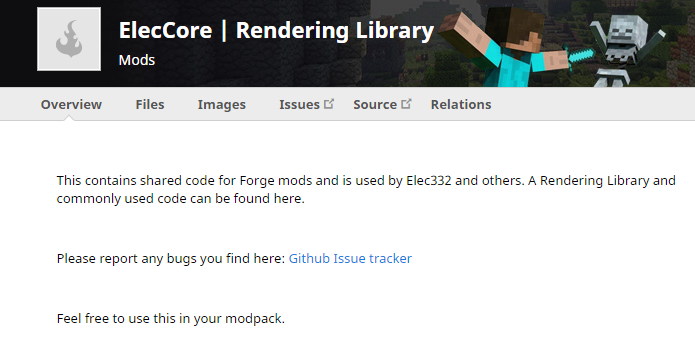 ElecCore | Rendering Library
Mods
Overview Files Images Issues Source Relations
This contains shared code for Forge mods and is used by Elec332 and others. A Rendering Library and
commonly used code can be found here.
Please report any bugs you find here: Github Issue tracker
Feel free to use this in your modpack.